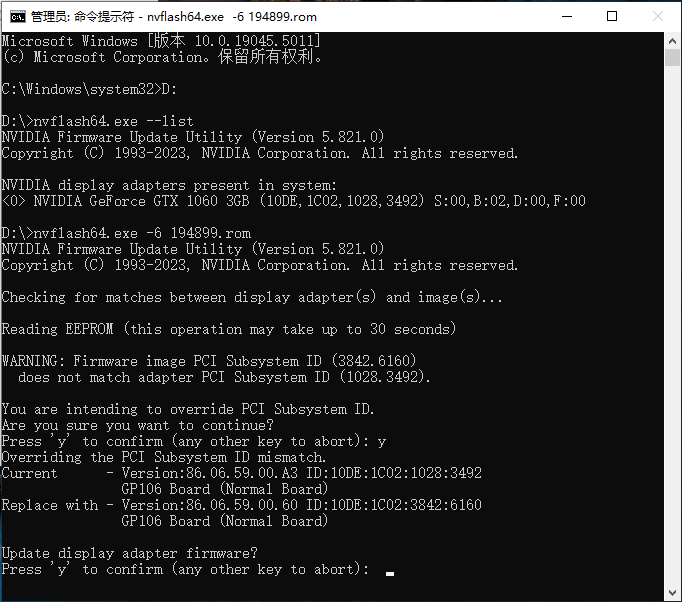 管理员: 命令提示符 - nvflash64.exe  -6 194899.rom
Microsoft Windows [版本 10.0.19045.5011]
(c) Microsoft Corporation。保留所有权利。
C:\Windows\system32>D:
D:\>nvflash64.exe --list
NVIDIA Firmware Update Utility (Version 5.821.0)
Copyright (C) 1993-2023, NVIDIA Corporation. All rights reserved.
NVIDIA display adapters present in system:
<0> NVIDIA GeForce GTX 1060 3GB (10DE,1C02,1028,3492) S:00,B:02,D:00,F:00
D:\>nvflash64.exe -6 194899.rom
NVIDIA Firmware Update Utility (Version 5.821.0)
Copyright (C) 1993-2023, NVIDIA Corporation. All rights reserved.
Checking for matches between display adapter(s) and image(s)...
Reading EEPROM (this operation may take up to 30 seconds)
WARNING: Firmware image PCI Subsystem ID (3842.6160)
  does not match adapter PCI Subsystem ID (1028.3492).
You are intending to override PCI Subsystem ID.
Are you sure you want to continue?
Press 'y' to confirm (any other key to abort): y
Overriding the PCI Subsystem ID mismatch.
Current      - Version:86.06.59.00.A3 ID:10DE:1C02:1028:3492
               GP106 Board (Normal Board)
Replace with - Version:86.06.59.00.60 ID:10DE:1C02:3842:6160
               GP106 Board (Normal Board)
Update display adapter firmware?
Press 'y' to confirm (any other key to abort):